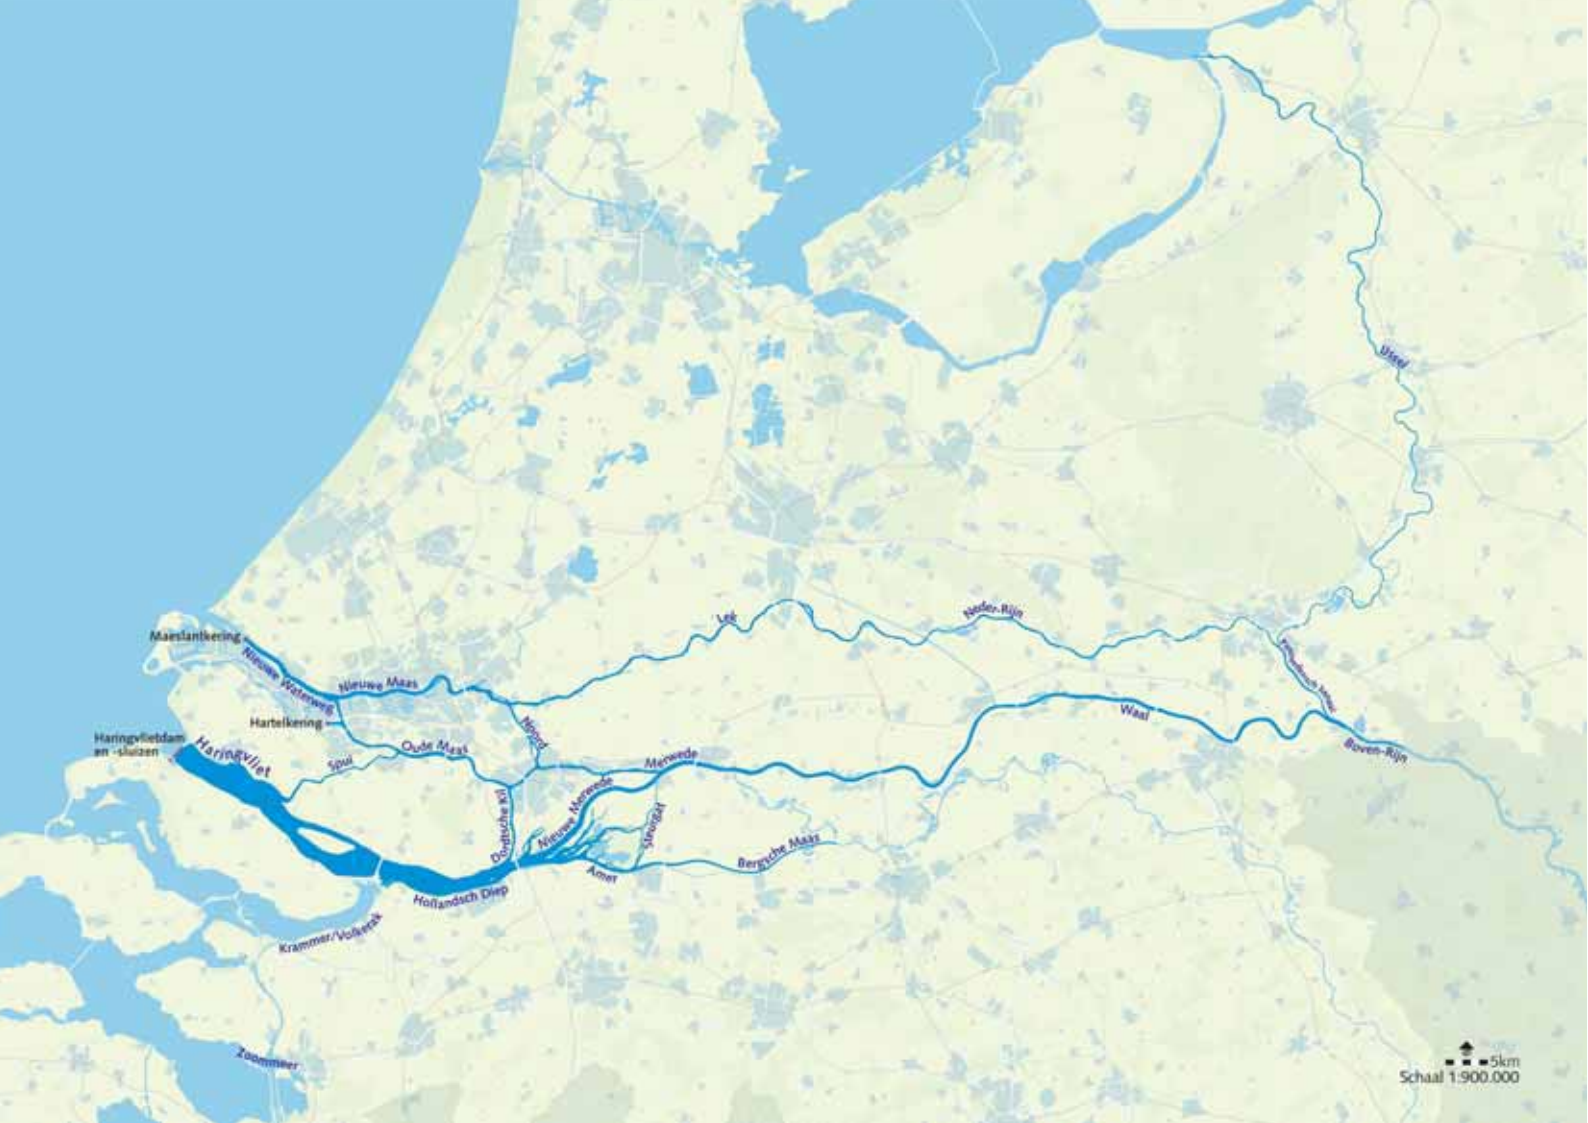 IJssel
Lek
Neder-Rijn
Maeslantkering
Nieuwe Waterweg
Nieuwe Maas
Pannerdensch kanaal
Hartelkering
Noord
Waal
Haringvlietdam
en -sluizen
Haringvliet
Spui
Oude Maas
Merwede
Boven-Rijn
Dordtsche Kil
Nieuwe Merwede
Steurgat
Bergsche Maas
Amer
Hollandsch Diep
Krammer/Volkerak
Zoommeer
5km
Schaal 1:900.000